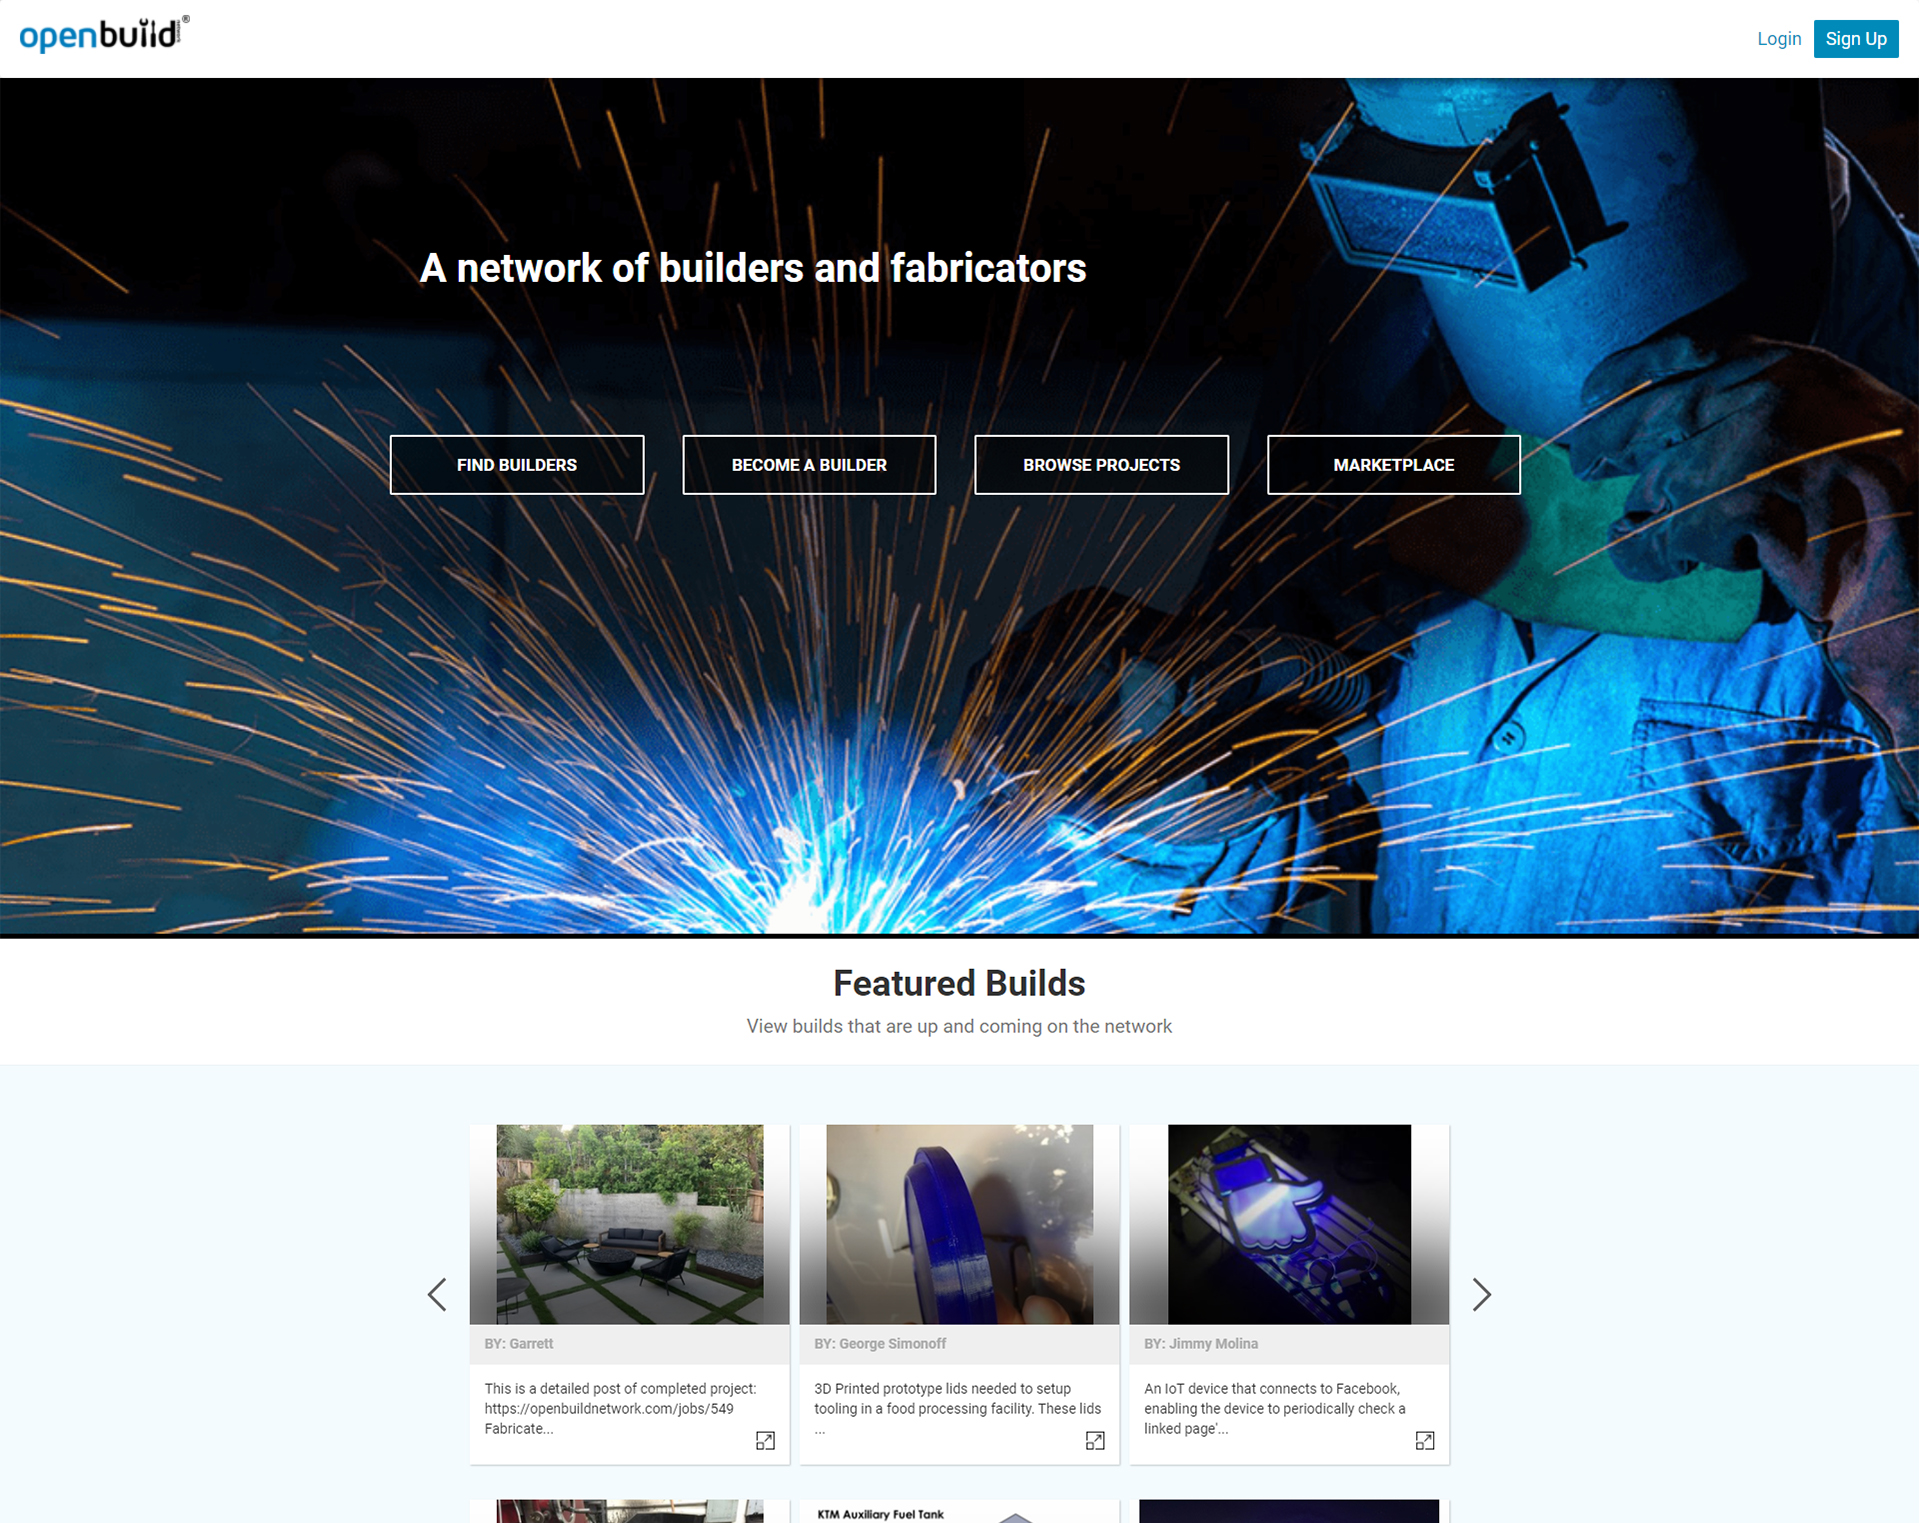 openbuild®
Login
Sign Up
A network of builders and fabricators
FIND BUILDERS
BECOME A BUILDER
BROWSE PROJECTS
MARKETPLACE
Featured Builds
View builds that are up and coming on the network
BY: Garrett
This is a detailed post of completed project:
https://openbuildnetwork.com/jobs/549
Fabricate...
BY: George Simonoff
3D Printed prototype lids needed to setup
tooling in a food processing facility. These lids
...
BY: Jimmy Molina
An IoT device that connects to Facebook,
enabling the device to periodically check a
linked page'...
KTM Auxiliary Fuel Tank